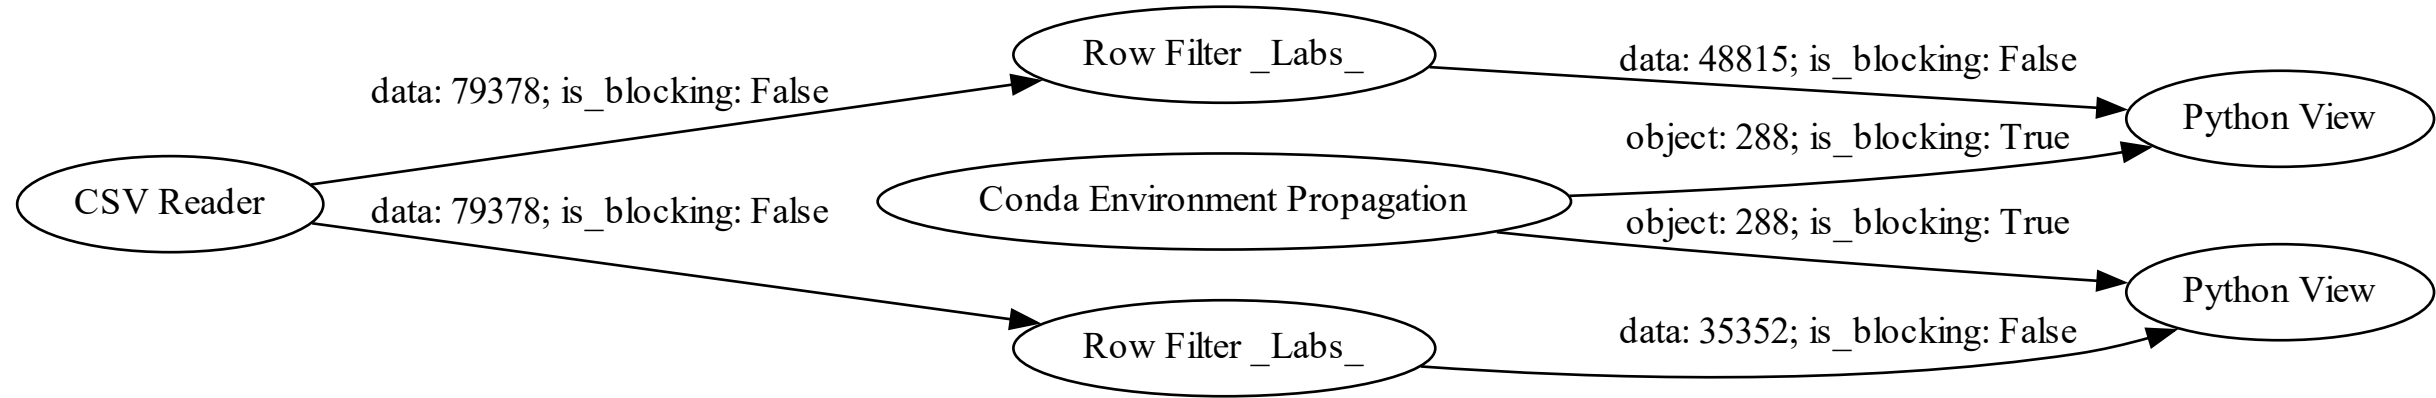 CSV Reader
data: 79378; is_blocking: False
data: 79378; is_blocking: False
Row Filter _Labs_
Conda Environment Propagation
Row Filter _Labs_
data: 48815; is_blocking: False
object: 288; is_blocking: True
object: 288; is_blocking: True
data: 35352; is_blocking: False
Python View
Python View